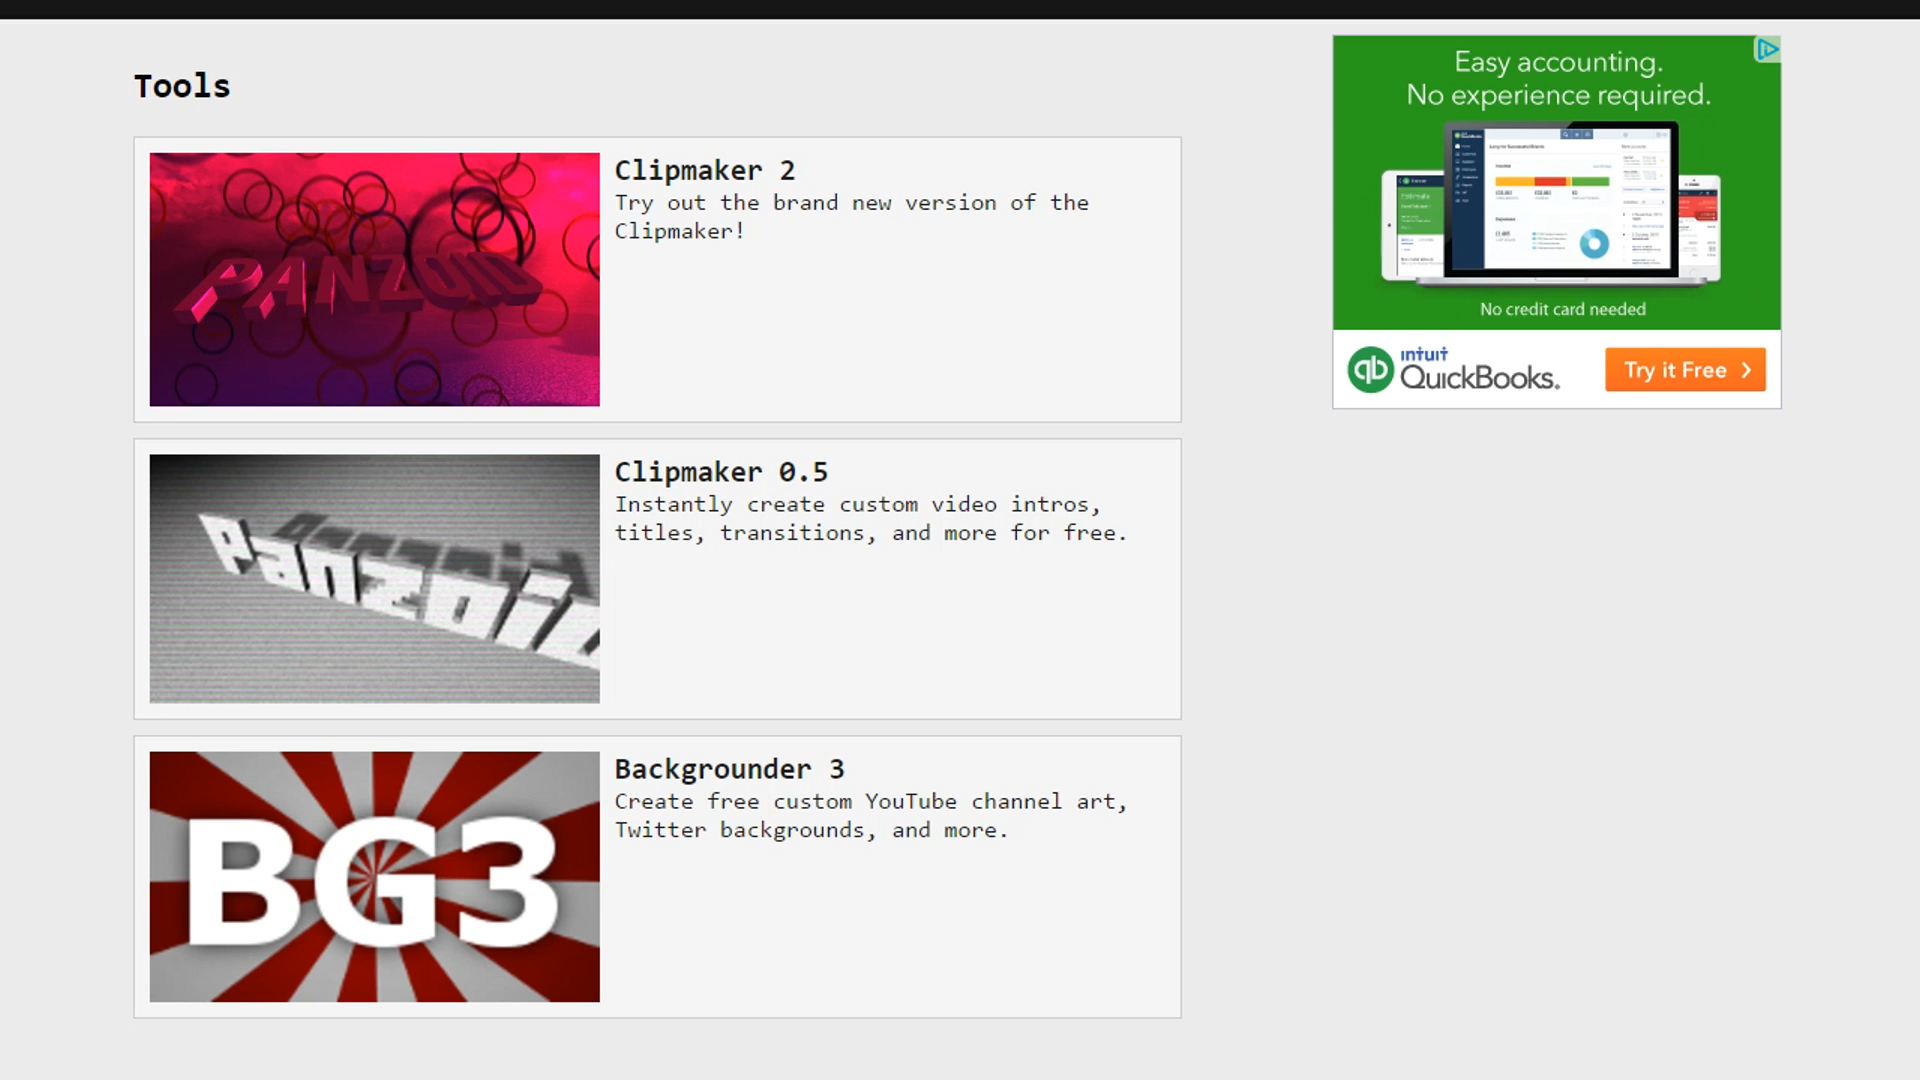 Tools
PANZOID
Clipmaker 2
Try out the brand new version of the
Clipmaker!
Panzoid
Clipmaker 0.5
Instantly create custom video intros,
titles, transitions, and more for free.
BG3
Backgrounder 3
Create free custom YouTube channel art,
Twitter backgrounds, and more.
Easy accounting.
No experience required.
No credit card needed
qb
intuit
QuickBooks.
Try it Free